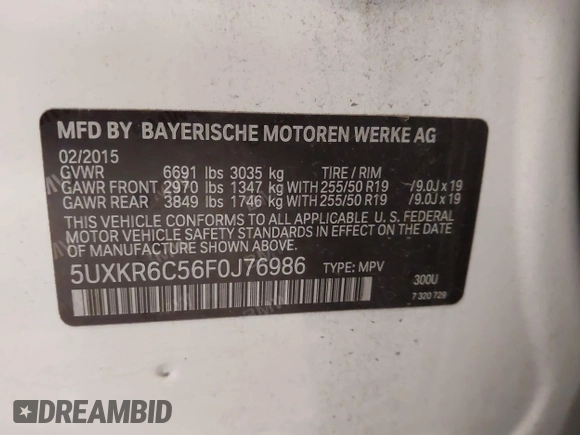 MFD BY BAYERISCHE MOTOREN WERKE AG
02/2015
GVWR 6691 lbs 3035 kg TIRE / RIM
GAWR FRONT 2970 lbs 1347 kg WITH 255/50 R19 /9.0J x 19
GAWR REAR 3849 lbs 1746 kg WITH 255/50 R19 /9.0J x 19
THIS VEHICLE CONFORMS TO ALL APPLICABLE U. S. FEDERAL
MOTOR VEHICLE SAFETY STANDARDS IN EFFECT ON THE DATE
OF MANUFACTURE SHOWN ABOVE.
5UXKR6C56F0J76986 TYPE: MPV
300U
7 320 729
DREAMBID